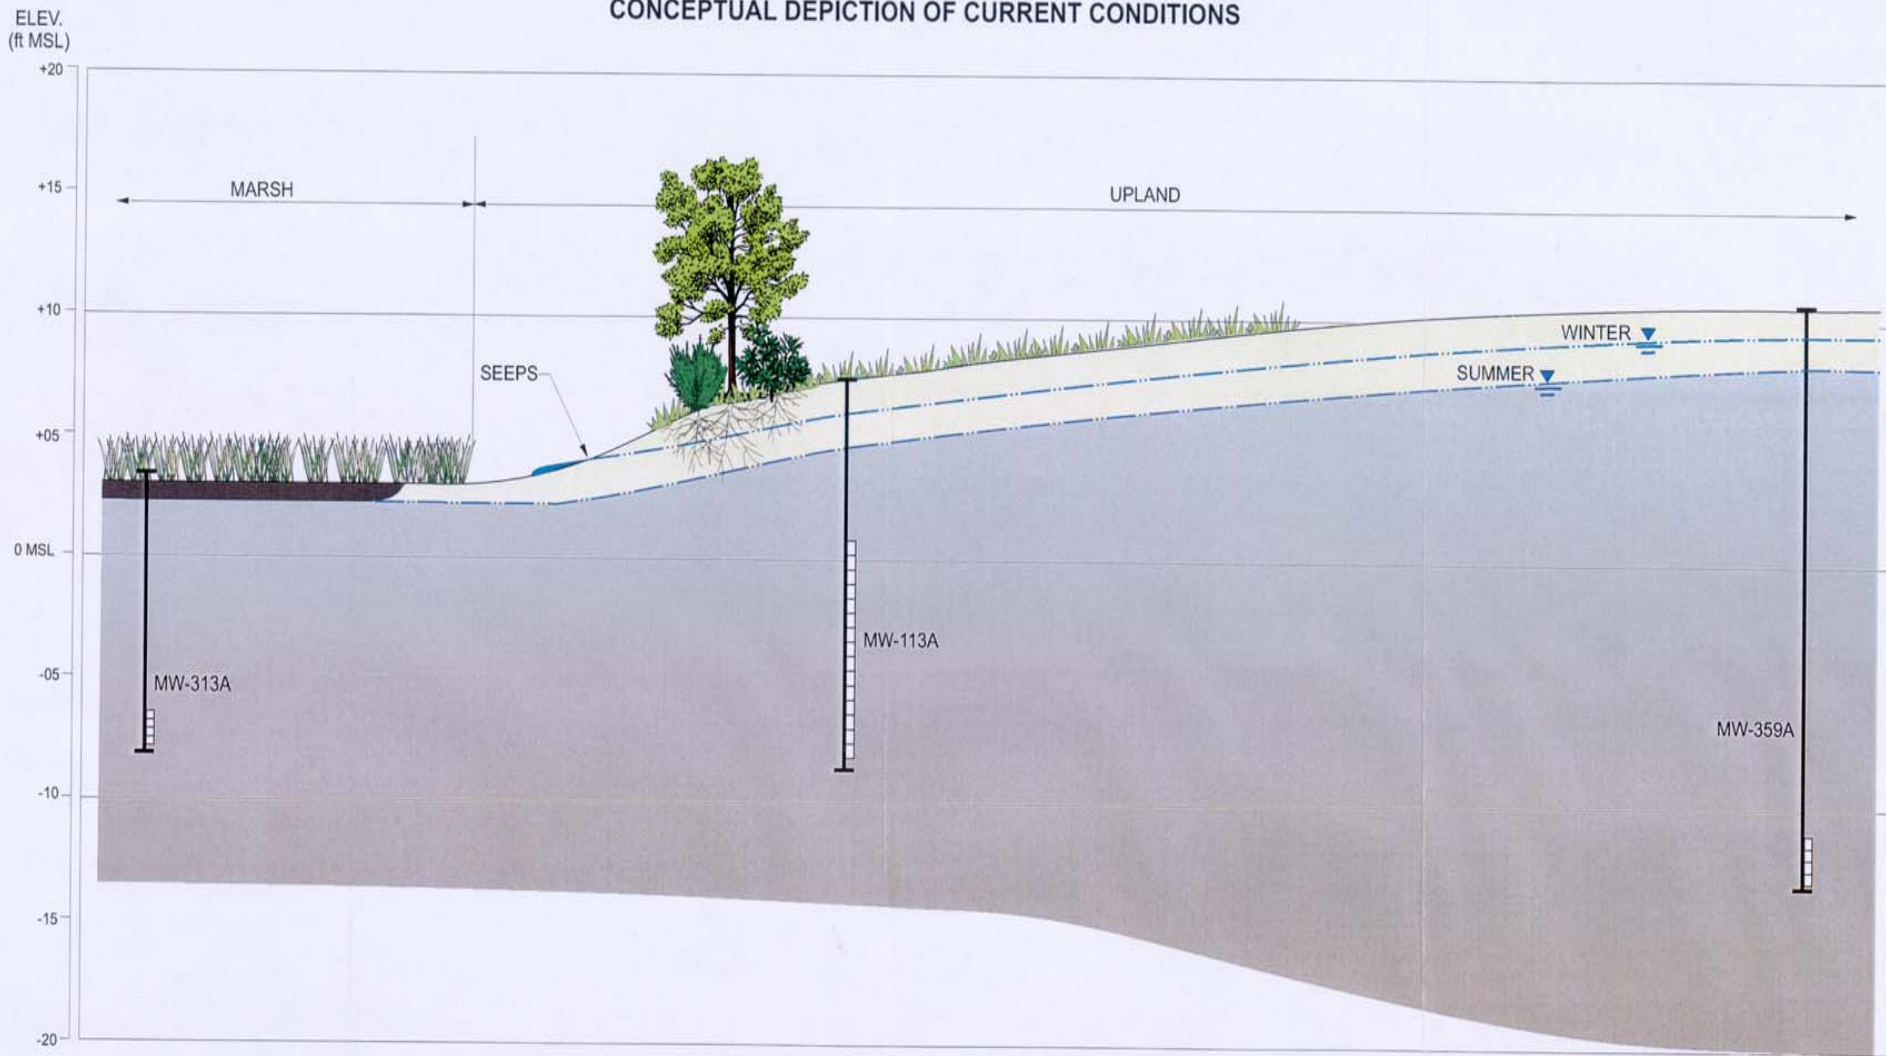 CONCEPTUAL DEPICTION OF CURRENT CONDITIONS
ELEV.
(ft MSL)
+20
+15
MARSH
UPLAND
+10
WINTER
SUMMER
SEEPS
+05
0 MSL
MW-113A
-05
MW-313A
MW-359A
-10
-15
-20